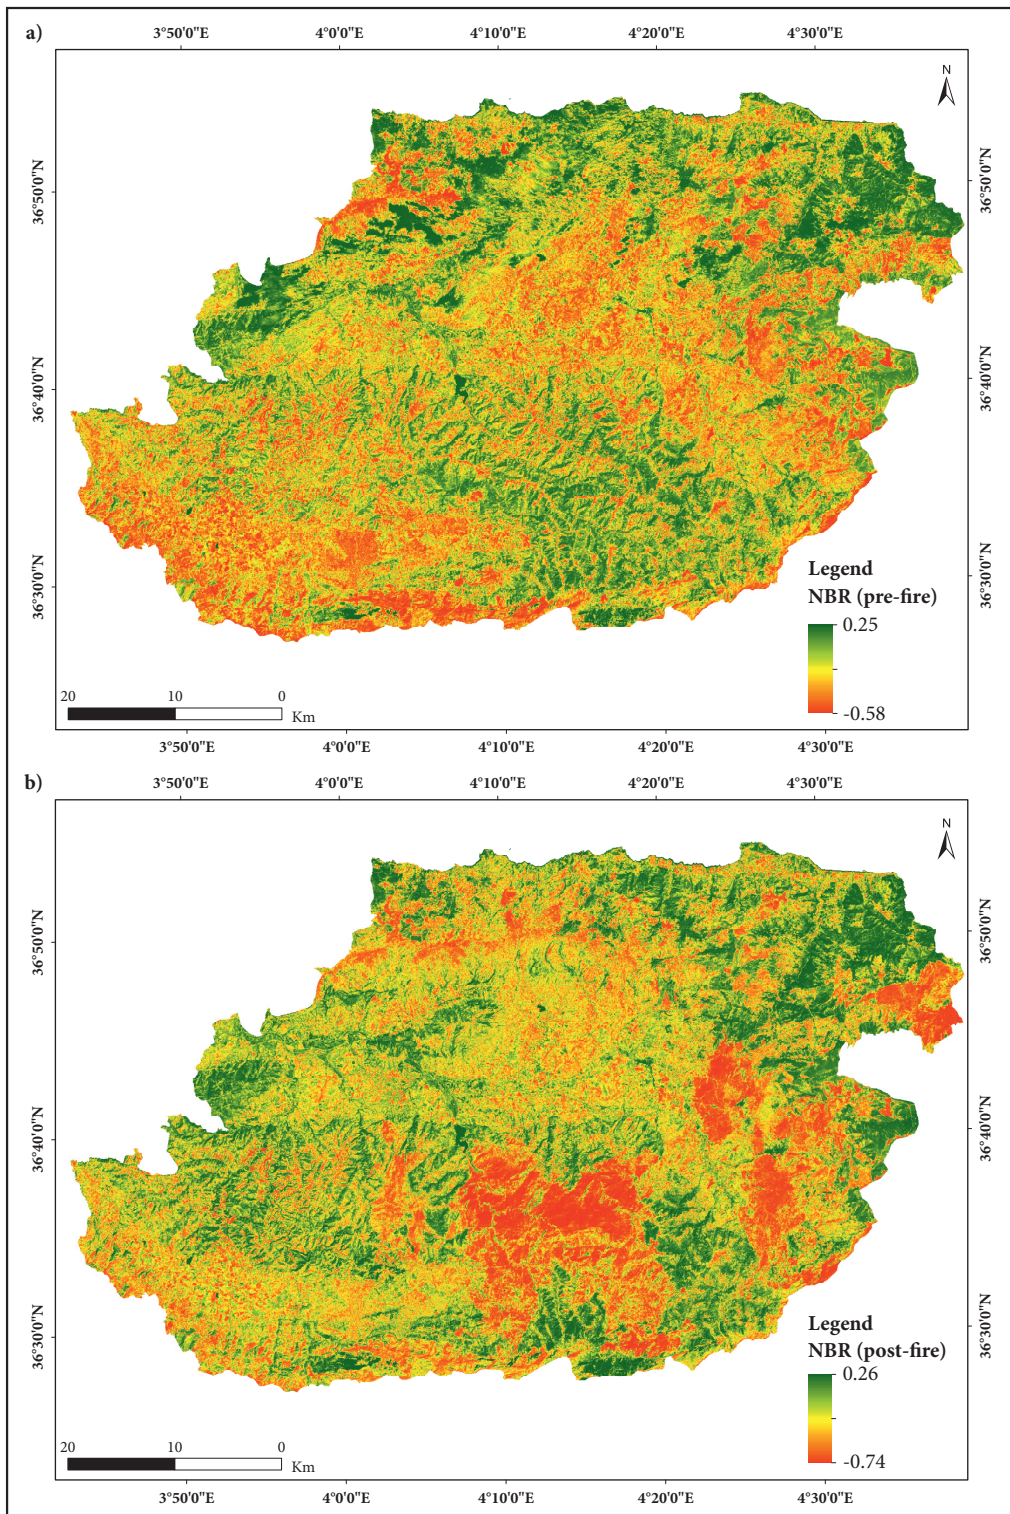 a)
3°50'0"E 4°0'0"E 4°10'0"E 4°20'0"E 4°30'0"E
N
36°50'0"N 36°50'0"N
36°40'0"N 36°40'0"N
36°30'0"N 36°30'0"N
Legend
NBR (pre-fire)
0.25
-0.58
20 10 0
Km
3°50'0"E 4°0'0"E 4°10'0"E 4°20'0"E 4°30'0"E
b)
3°50'0"E 4°0'0"E 4°10'0"E 4°20'0"E 4°30'0"E
N
36°50'0"N 36°50'0"N
36°40'0"N 36°40'0"N
36°30'0"N 36°30'0"N
Legend
NBR (post-fire)
0.26
-0.74
20 10 0
Km
3°50'0"E 4°0'0"E 4°10'0"E 4°20'0"E 4°30'0"E